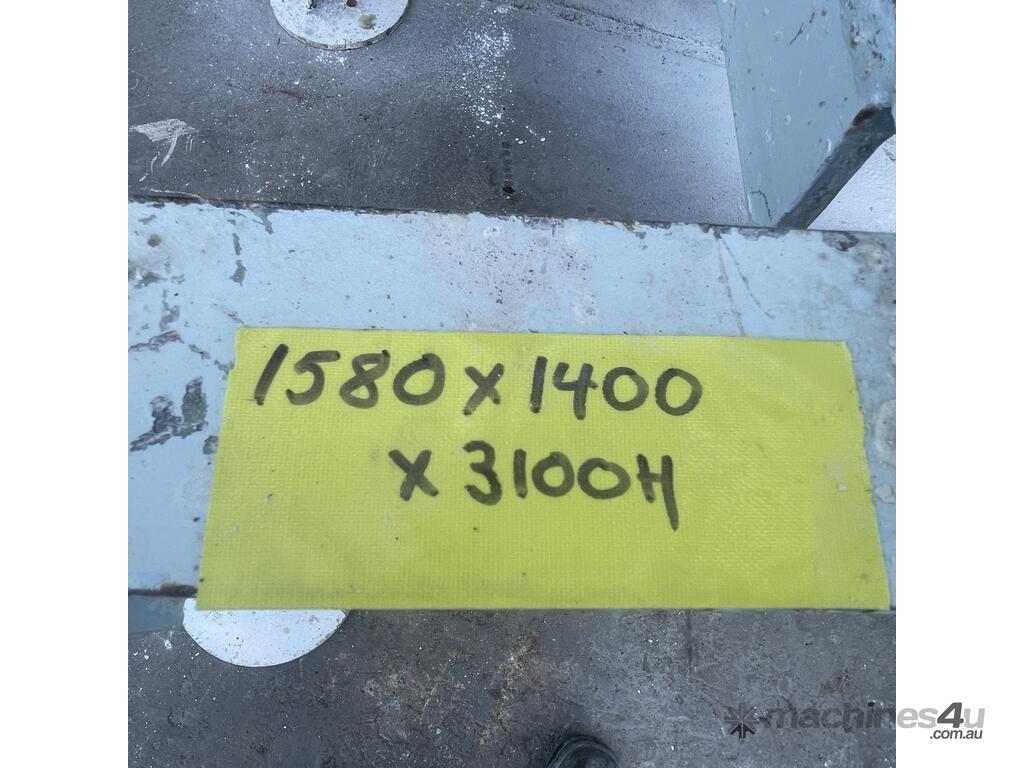 1580 x 1400
x 3100H
machines4u
.com.au